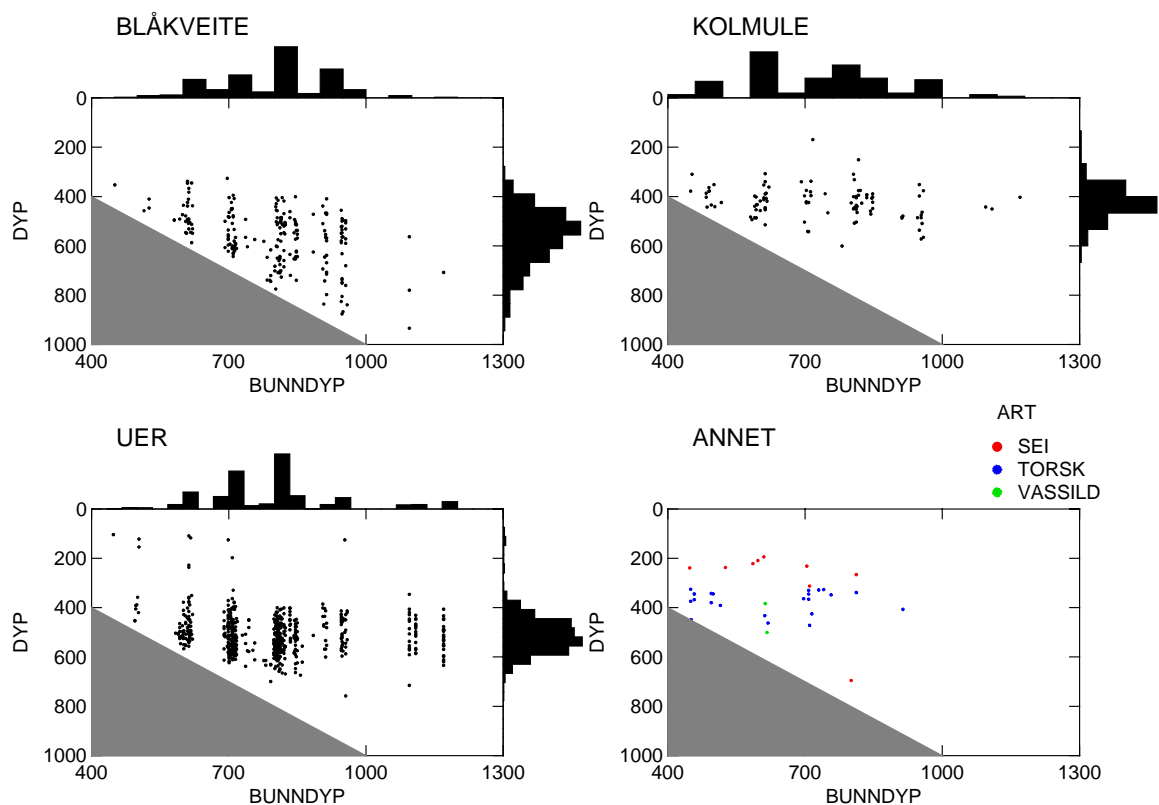 BLÅKVEITE
0
200
400
600
800
1000
DYP
400
700
1000
1300
BUNNDYP
KOLMULE
0
200
400
600
800
1000
DYP
400
700
1000
1300
BUNNDYP
UER
0
200
400
600
800
1000
DYP
400
700
1000
1300
BUNNDYP
ANNET
ART
SEI
TORSK
VASSILD
0
200
400
600
800
1000
DYP
400
700
1000
1300
BUNNDYP